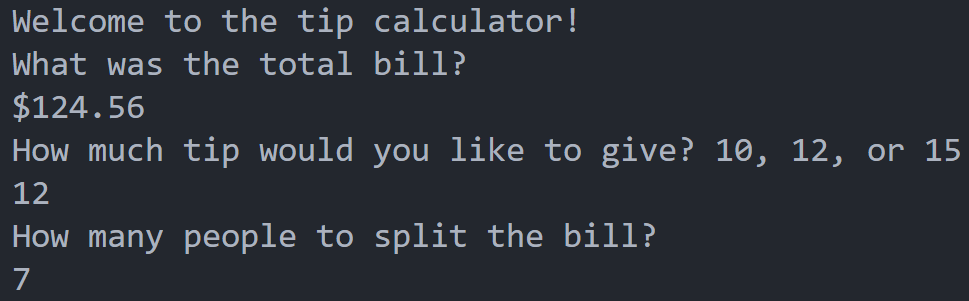 Welcome to the tip calculator!
What was the total bill?
$124.56
How much tip would you like to give? 10, 12, or 15
12
How many people to split the bill?
7